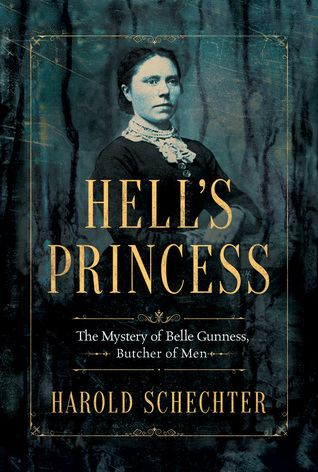 HELL'S
PRINCESS
The Mystery of Belle Gunness,
Butcher of Men
HAROLD SCHECHTER